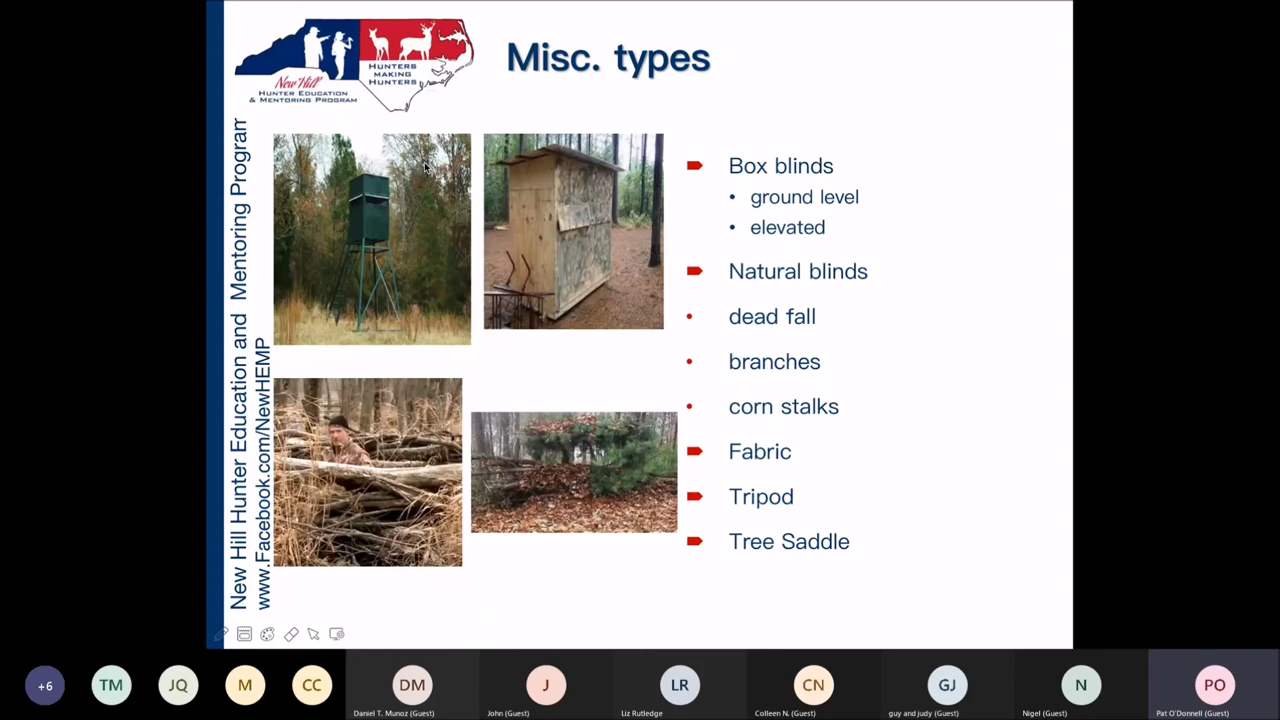 New Hill
HUNTER EDUCATION
& MENTORING PROGRAM
HUNTERS
MAKING
HUNTERS
Misc. types
New Hill Hunter Education and Mentoring Program
www.Facebook.com/NewHEMP
Box blinds
ground level
elevated
Natural blinds
dead fall
branches
corn stalks
Fabric
Tripod
Tree Saddle
+6
TM
JQ
M
CC
DM
J
LR
CN
GJ
N
PO
Daniel T. Munoz (Guest)
John (Guest)
Liz Rutledge
Colleen N. (Guest)
guy and judy (Guest)
Nigel (Guest)
Pat O'Donnell (Guest)